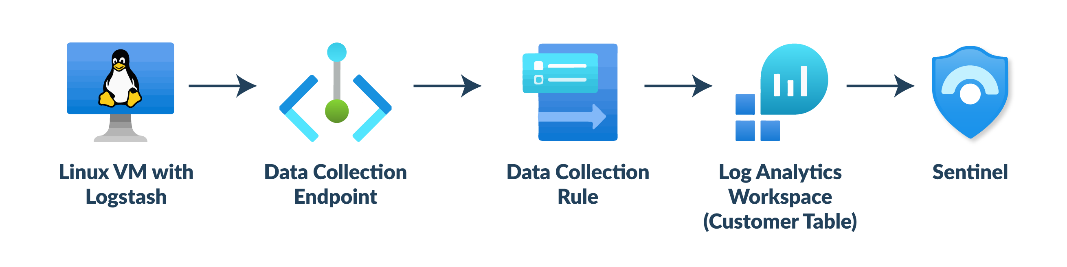 Linux VM with
Logstash
Data Collection
Endpoint
Data Collection
Rule
Log Analytics
Workspace
(Customer Table)
Sentinel